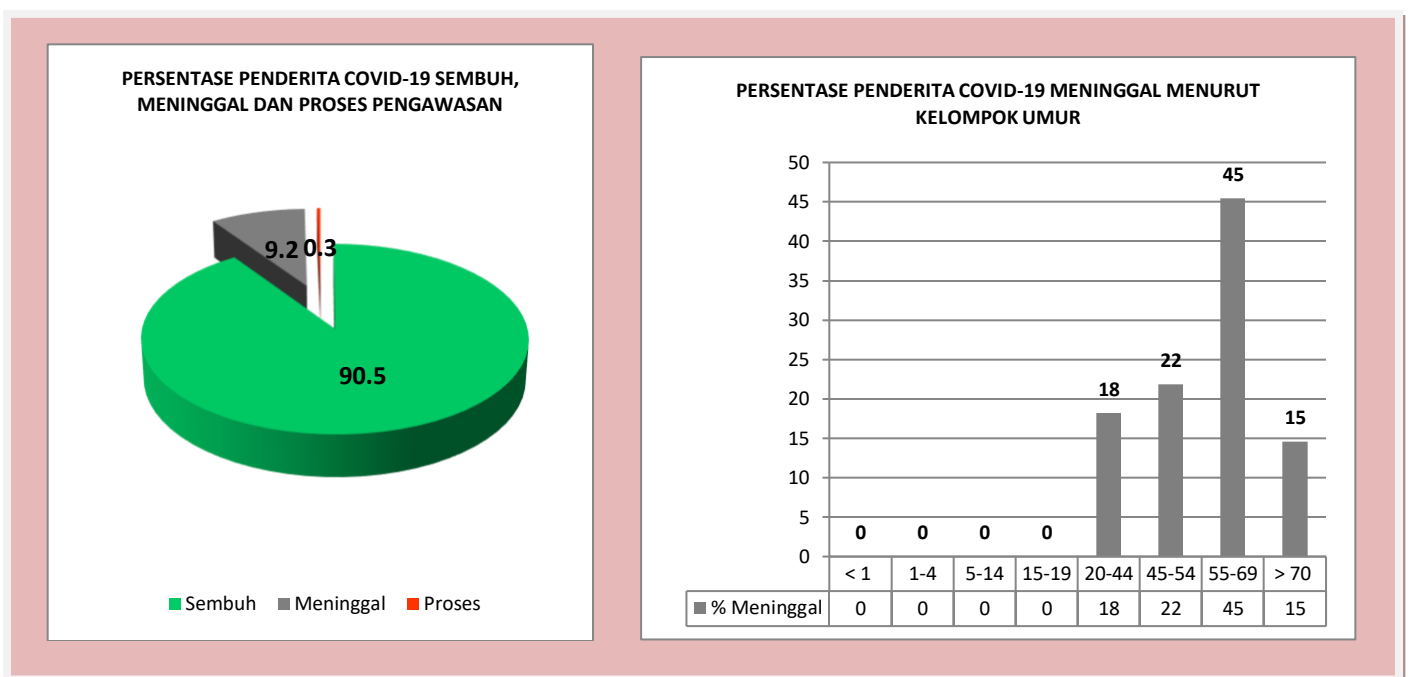 PERSENTASE PENDERITA COVID-19 SEMBUH,
MENINGGAL DAN PROSES PENGAWASAN
9.2 0.3
90.5
Sembuh Meninggal Proses
PERSENTASE PENDERITA COVID-19 MENINGGAL MENURUT
KELOMPOK UMUR
50
45
40
35
30
25
20
15
10
5
0
0 0 0 0 18 22 45 15
< 1 1-4 5-14 15-19 20-44 45-54 55-69 > 70
% Meninggal 0 0 0 0 18 22 45 15